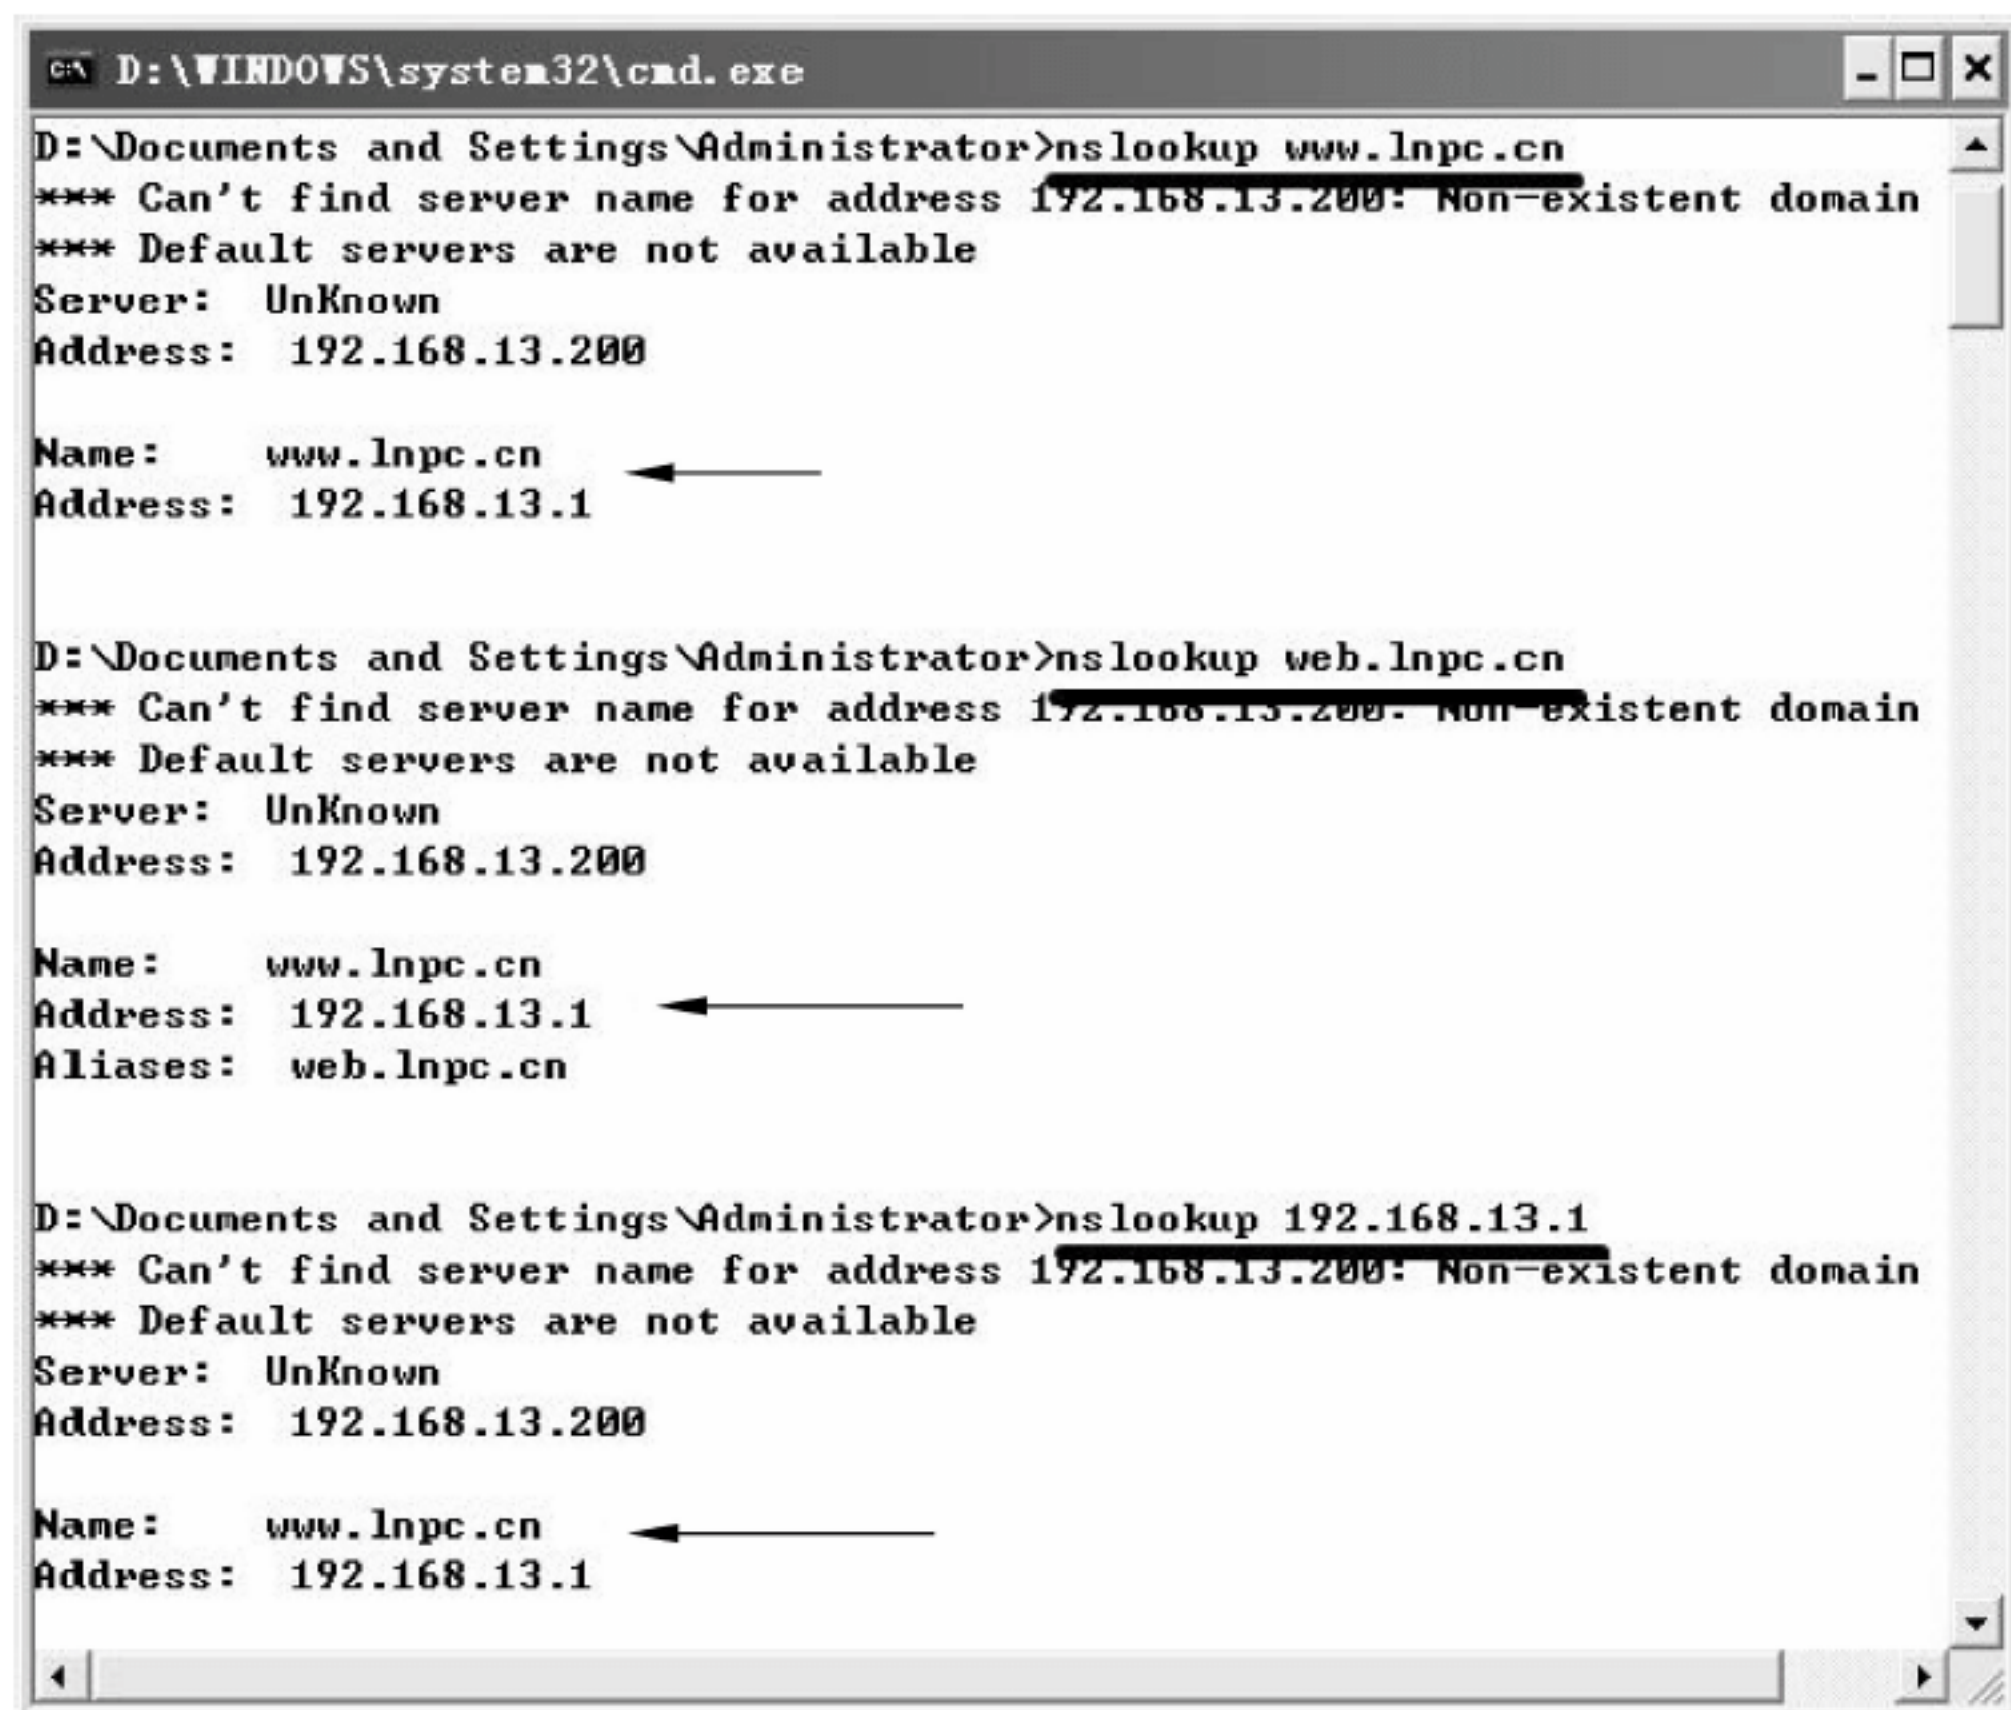 D:\WINDOWS\system32\cmd.exe
D:\Documents and Settings\Administrator>nslookup www.lnpc.cn
*** Can't find server name for address 192.168.13.200: Non-existent domain
*** Default servers are not available
Server:  UnKnown
Address:  192.168.13.200
Name:    www.lnpc.cn
Address:  192.168.13.1
D:\Documents and Settings\Administrator>nslookup web.lnpc.cn
*** Can't find server name for address 192.168.13.200: Non-existent domain
*** Default servers are not available
Server:  UnKnown
Address:  192.168.13.200
Name:    www.lnpc.cn
Address:  192.168.13.1
Aliases:  web.lnpc.cn
D:\Documents and Settings\Administrator>nslookup 192.168.13.1
*** Can't find server name for address 192.168.13.200: Non-existent domain
*** Default servers are not available
Server:  UnKnown
Address:  192.168.13.200
Name:    www.lnpc.cn
Address:  192.168.13.1